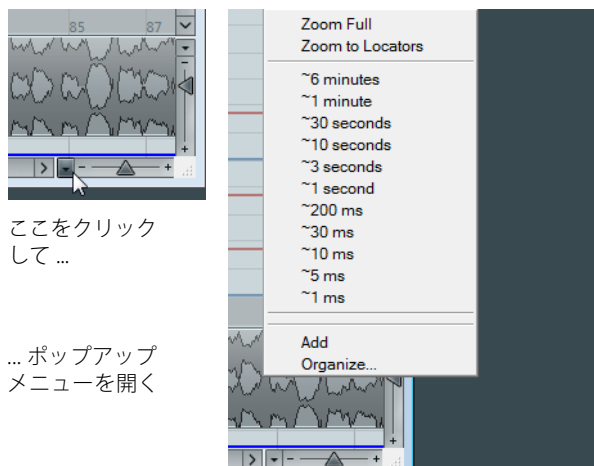 85
87
ここをクリック
して ...
... ポップアップ
メニューを開く
Zoom Full
Zoom to Locators
~6 minutes
~1 minute
~30 seconds
~10 seconds
~3 seconds
~1 second
~200 ms
~30 ms
~10 ms
~5 ms
~1 ms
Add
Organize...